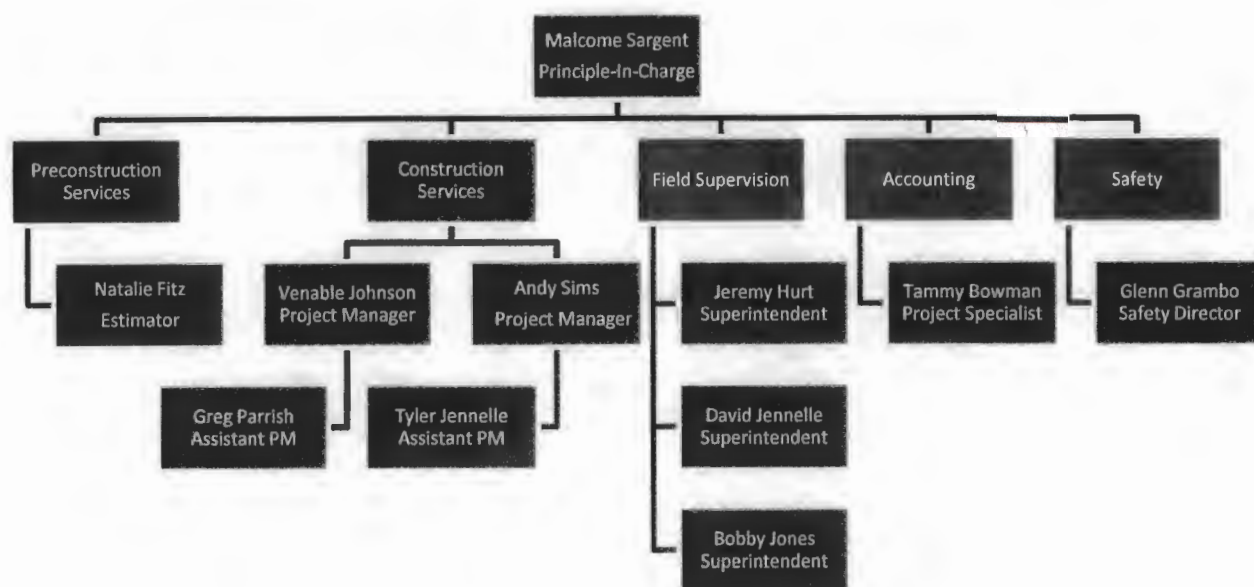 Malcome Sargent
Principle-In-Charge
Preconstruction
Services
Construction
Services
Field Supervision
Accounting
Safety
Natalie Fitz
Estimator
Venable Johnson
Project Manager
Andy Sims
Project Manager
Jeremy Hurt
Superintendent
Tammy Bowman
Project Specialist
Glenn Grambo
Safety Director
Greg Parrish
Assistant PM
Tyler Jennelle
Assistant PM
David Jennelle
Superintendent
Bobby Jones
Superintendent